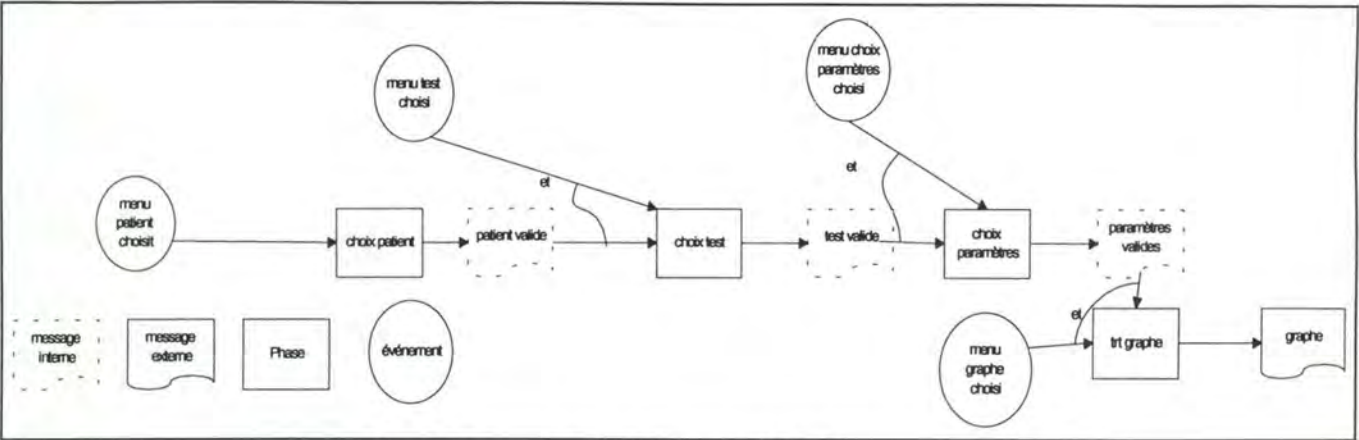 menu choix
paramètres
choisi
menu test
choisi
et
et
menu
patient
choisit
choix patient
patient valide
choix test
test valide
choix
paramètres
paramètres
valides
message
interne
message
externe
Phase
événement
et
menu
graphe
choisi
trt graphe
graphe